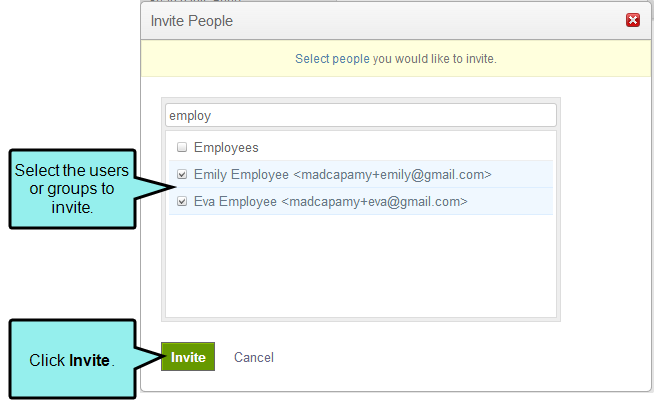 Invite People
Select people you would like to invite.
employ
Employees
Emily Employee <madcapamy+emily@gmail.com>
Eva Employee <madcapamy+eva@gmail.com>
Select the users
or groups to
invite.
Click Invite.
Invite
Cancel